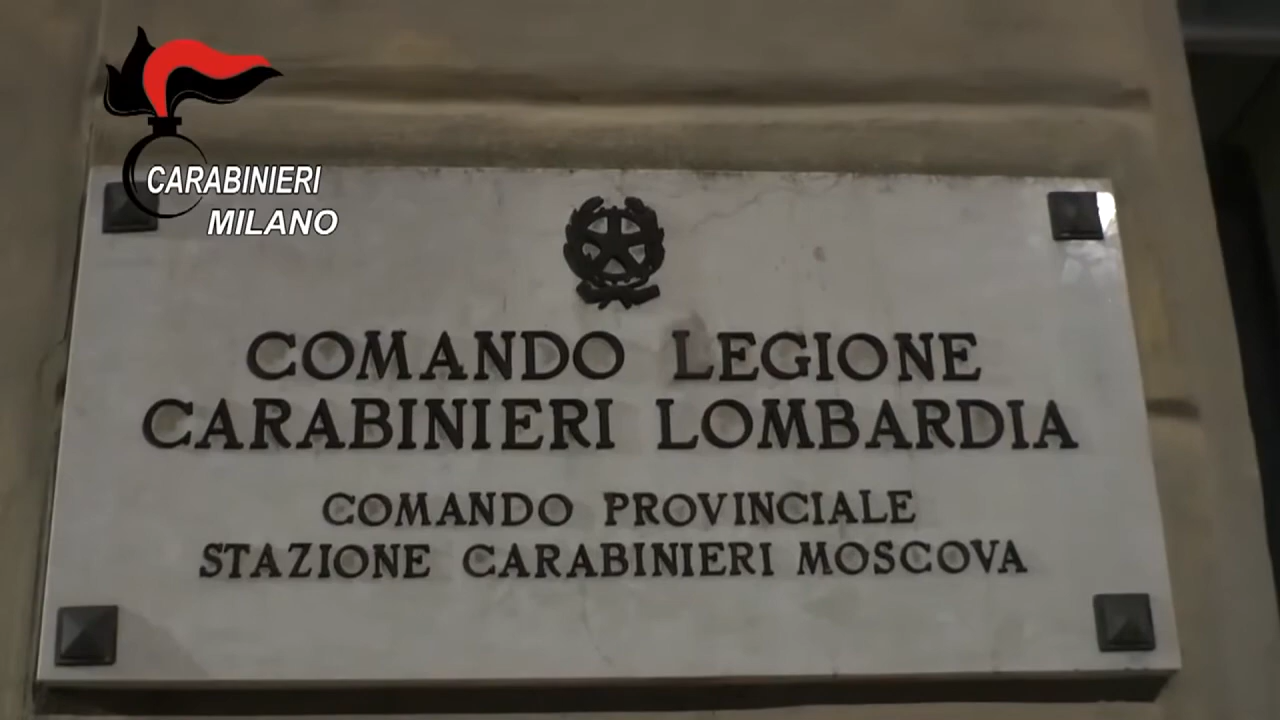 CARABINIERI
MILANO
COMANDO LEGIONE
CARABINIERI LOMBARDIA
COMANDO PROVINCIALE
STAZIONE CARABINIERI MOSCOVA